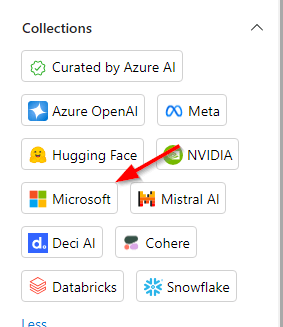 Collections
Curated by Azure AI
Azure OpenAI
Meta
Hugging Face
NVIDIA
Microsoft
Mistral AI
Deci AI
Cohere
Databricks
Snowflake
Less